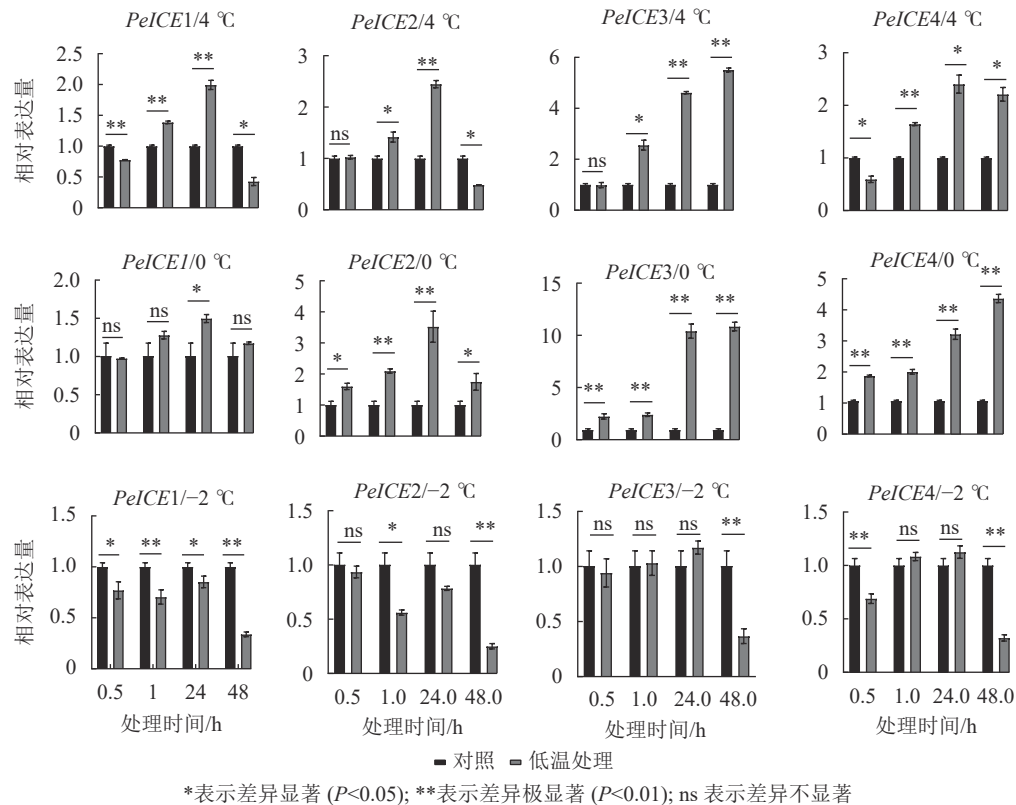 PeICE1/4 ℃
PeICE2/4 ℃
PeICE3/4 ℃
PeICE4/4 ℃
相对表达量
2.5
2.0
1.5
1.0
0.5
0
** ** ** *
3
2
1
0
ns * ** *
6
4
2
0
ns * ** **
3
2
1
0
* ** * *
PeICE1/0 ℃
PeICE2/0 ℃
PeICE3/0 ℃
PeICE4/0 ℃
相对表达量
2.0
1.5
1.0
0.5
0
ns ns * ns
5
4
3
2
1
0
* ** ** *
15
10
5
0
** ** ** **
5
4
3
2
1
0
** ** ** **
PeICE1/−2 ℃
PeICE2/−2 ℃
PeICE3/−2 ℃
PeICE4/−2 ℃
相对表达量
1.5
1.0
0.5
0
* ** * **
1.5
1.0
0.5
0
ns * ns **
1.5
1.0
0.5
0
ns ns ns **
1.5
1.0
0.5
0
** ns ns **
0.5 1 24 48
0.5 1.0 24.0 48.0
0.5 1.0 24.0 48.0
0.5 1.0 24.0 48.0
处理时间/h
处理时间/h
处理时间/h
处理时间/h
对照 低温处理
*表示差异显著 (P<0.05); **表示差异极显著 (P<0.01); ns 表示差异不显著